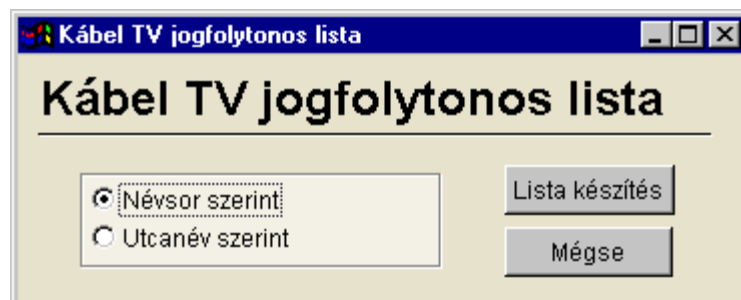 Kábel TV jogfolytonos lista
Kábel TV jogfolytonos lista
Névsor szerint
Utcanév szerint
Lista készítés
Mégse